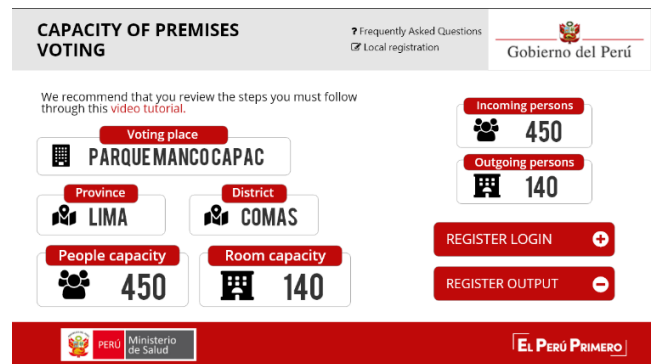 CAPACITY OF PREMISES
VOTING
? Frequently Asked Questions
Local registration
Gobierno del Perú
We recommend that you review the steps you must follow
through this video tutorial.
Voting place
PARQUE MANCO CAPAC
Province
LIMA
District
COMAS
People capacity
450
Room capacity
140
Incoming persons
450
Outgoing persons
140
REGISTER LOGIN
REGISTER OUTPUT
PERÚ
Ministerio
de Salud
EL PERÚ PRIMERO